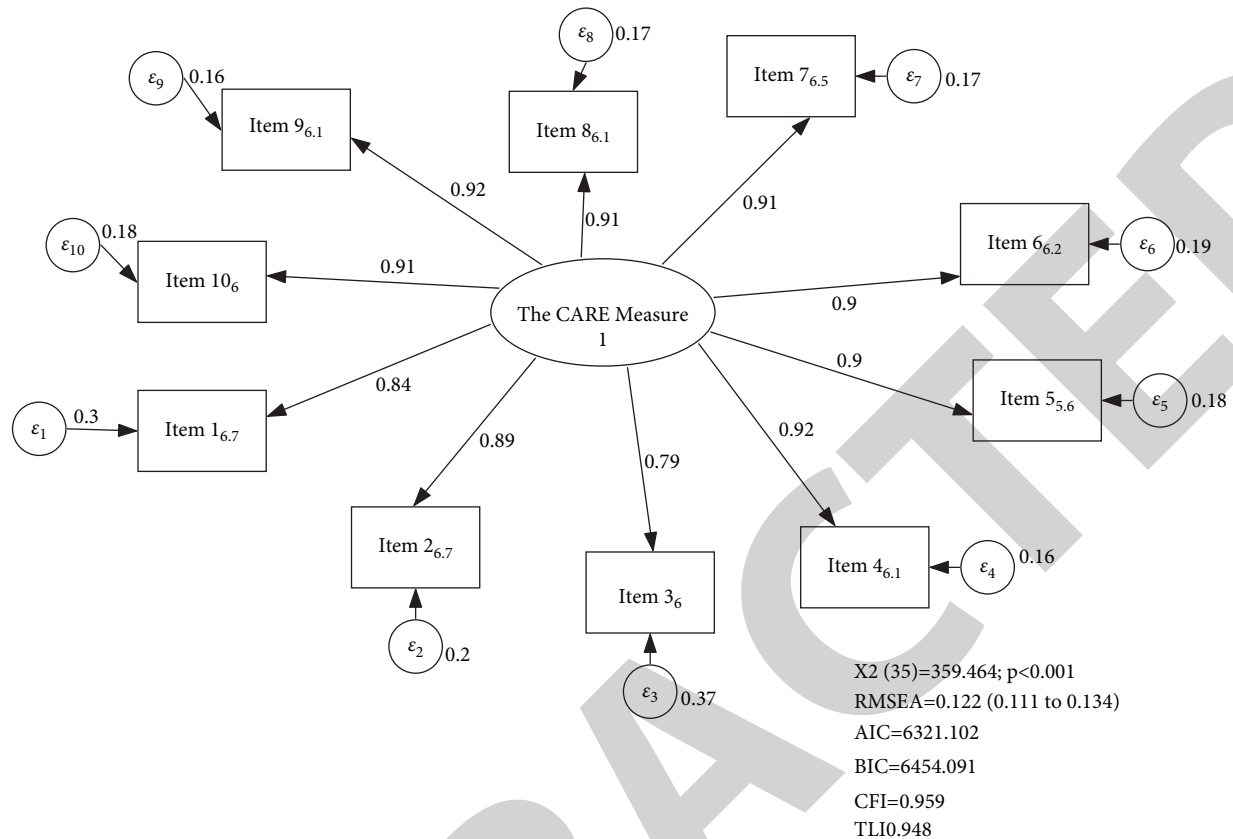 ε8 0.17
ε9 0.16
ε7 0.17
Item 7 6.5
Item 9 6.1
Item 8 6.1
0.92
0.91
0.91
ε10 0.18
Item 10 6
0.91
Item 6 6.2
ε6 0.19
0.9
The CARE Measure
1
0.9
0.84
ε1 0.3
Item 1 6.7
Item 5 5.6
ε5 0.18
0.89
0.79
0.92
Item 2 6.7
ε2 0.2
Item 3 6
ε3 0.37
Item 4 6.1
ε4 0.16
X2 (35)=359.464; p<0.001
RMSEA=0.122 (0.111 to 0.134)
AIC=6321.102
BIC=6454.091
CFI=0.959
TLI0.948
ACTED